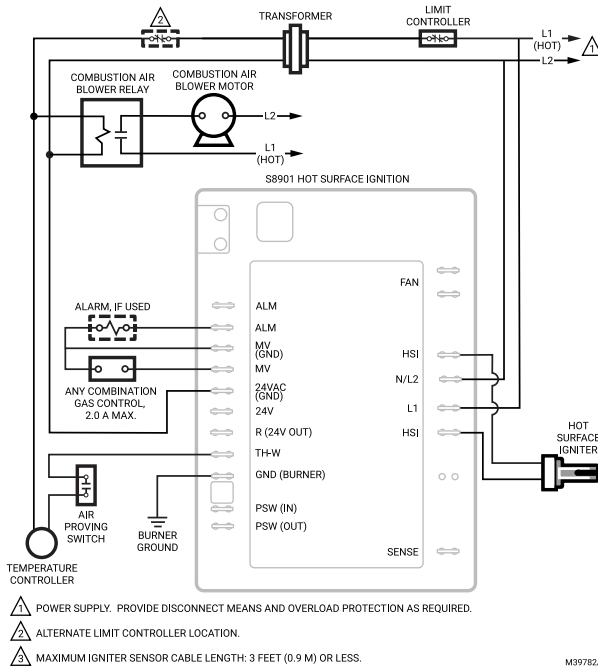 2
TRANSFORMER
LIMIT
CONTROLLER
L1
(HOT)
1
L2
COMBUSTION AIR
BLOWER RELAY
COMBUSTION AIR
BLOWER MOTOR
L2
L1
(HOT)
S8901 HOT SURFACE IGNITION
FAN
ALM
ALARM, IF USED
ALM
MV
(GND)
HSI
MV
N/L2
ANY COMBINATION
GAS CONTROL,
2.0 A MAX.
24VAC
(GND)
24V
L1
R (24V OUT)
HSI
HOT
SURFACE
IGNITER
TH-W
GND (BURNER)
AIR
PROVING
SWITCH
PSW (IN)
PSW (OUT)
BURNER
GROUND
SENSE
TEMPERATURE
CONTROLLER
1 POWER SUPPLY. PROVIDE DISCONNECT MEANS AND OVERLOAD PROTECTION AS REQUIRED.
2 ALTERNATE LIMIT CONTROLLER LOCATION.
3 MAXIMUM IGNITER SENSOR CABLE LENGTH: 3 FEET (0.9 M) OR LESS.
M39782